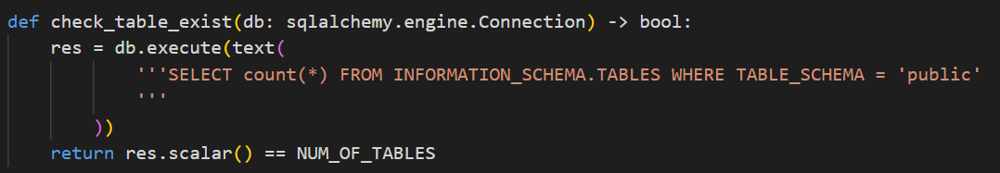 def check_table_exist(db: sqlalchemy.engine.Connection) -> bool:
    res = db.execute(text(
            '''SELECT count(*) FROM INFORMATION_SCHEMA.TABLES WHERE TABLE_SCHEMA = 'public'
            '''
        ))
    return res.scalar() == NUM_OF_TABLES